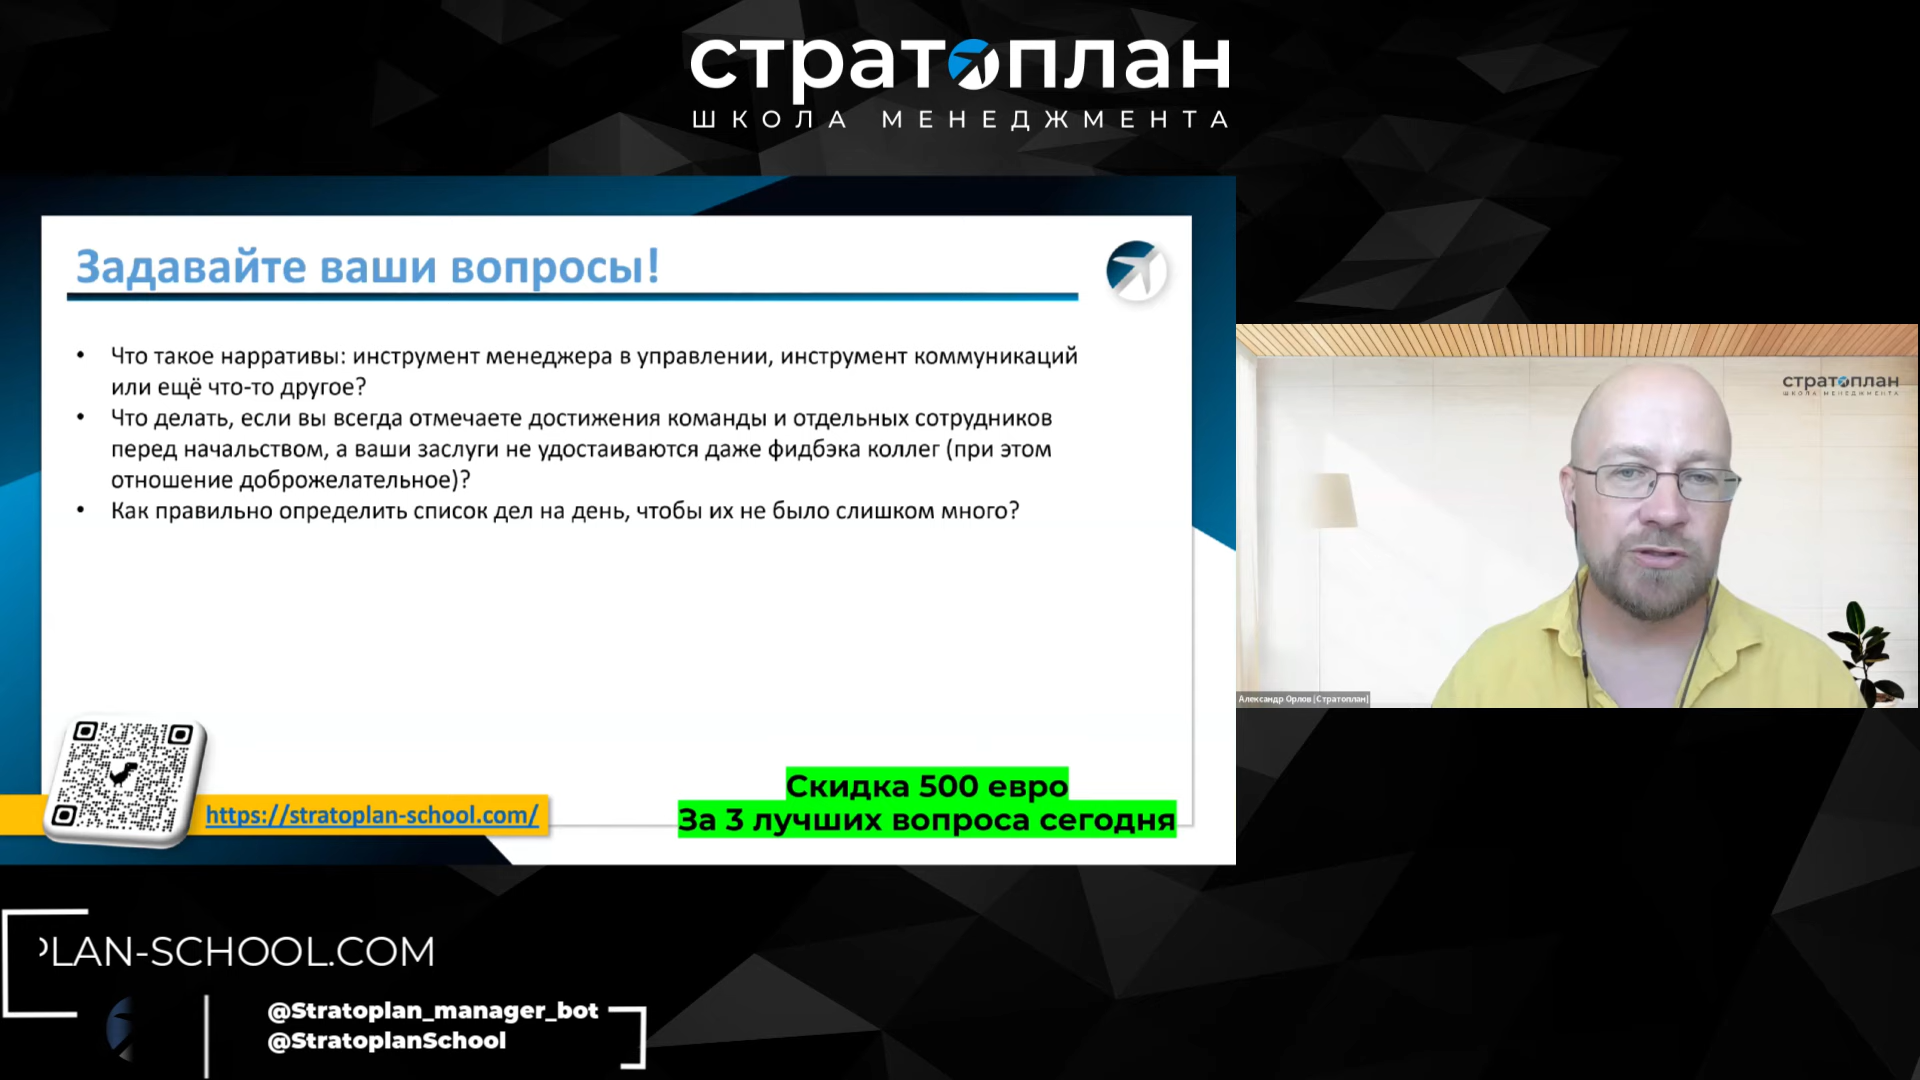 стратоплан
ШКОЛА МЕНЕДЖМЕНТА
Задавайте ваши вопросы!
• Что такое нарративы: инструмент менеджера в управлении, инструмент коммуникаций
или ещё что-то другое?
• Что делать, если вы всегда отмечаете достижения команды и отдельных сотрудников
перед начальством, а ваши заслуги не удостаиваются даже фидбэка коллег (при этом
отношение доброжелательное)?
• Как правильно определить список дел на день, чтобы их не было слишком много?
https://stratoplan-school.com/
Скидка 500 евро
За 3 лучших вопроса сегодня
стратоплан
ШКОЛА МЕНЕДЖМЕНТА
Александр Орлов [Стратоплан]
PLAN-SCHOOL.COM
@Stratoplan_manager_bot
@StratoplanSchool